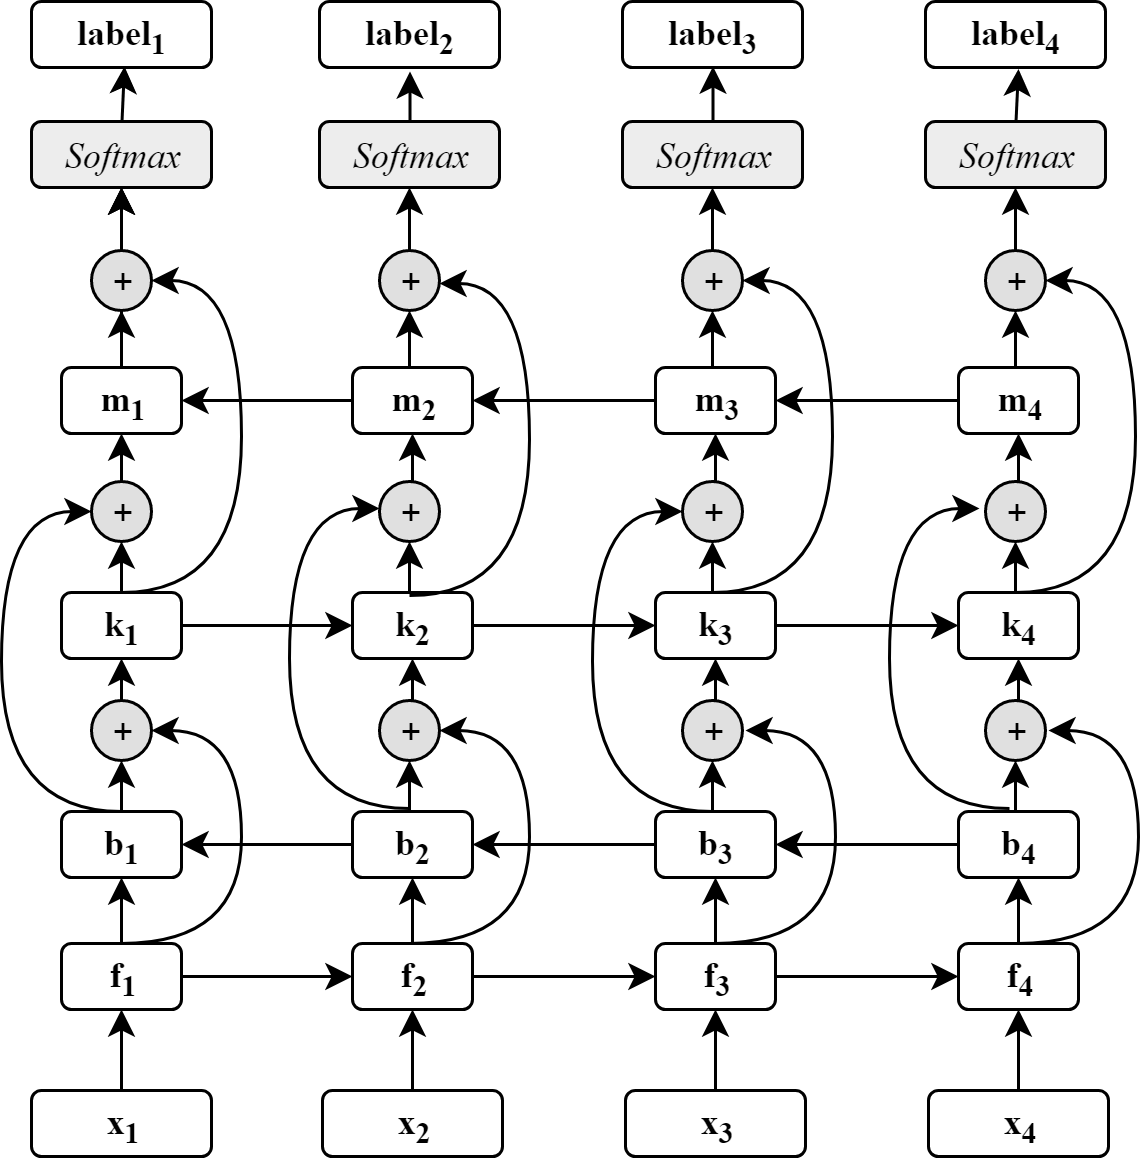 label₁ label₂ label₃ label₄
Softmax Softmax Softmax Softmax
+ + + +
m₁ m₂ m₃ m₄
+ + + +
k₁ k₂ k₃ k₄
+ + + +
b₁ b₂ b₃ b₄
f₁ f₂ f₃ f₄
x₁ x₂ x₃ x₄